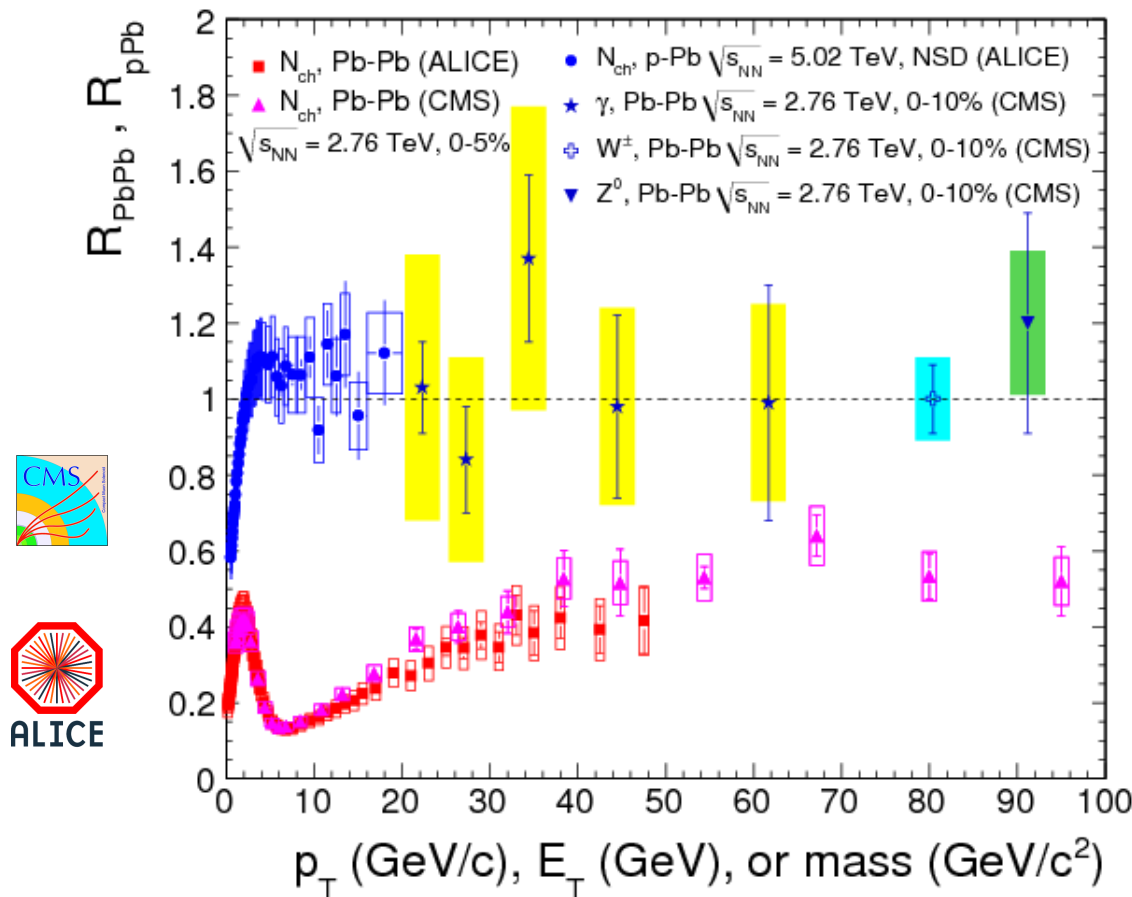 R_PbPb , R_pPb
2
1.8
1.6
1.4
1.2
1
0.8
0.6
0.4
0.2
0
N_ch, Pb-Pb (ALICE)
N_ch, Pb-Pb (CMS)
√s_NN = 2.76 TeV, 0-5%
N_ch, p-Pb √s_NN = 5.02 TeV, NSD (ALICE)
γ, Pb-Pb √s_NN = 2.76 TeV, 0-10% (CMS)
W^±, Pb-Pb √s_NN = 2.76 TeV, 0-10% (CMS)
Z^0, Pb-Pb √s_NN = 2.76 TeV, 0-10% (CMS)
CMS
ALICE
0 10 20 30 40 50 60 70 80 90 100
p_T (GeV/c), E_T (GeV), or mass (GeV/c^2)